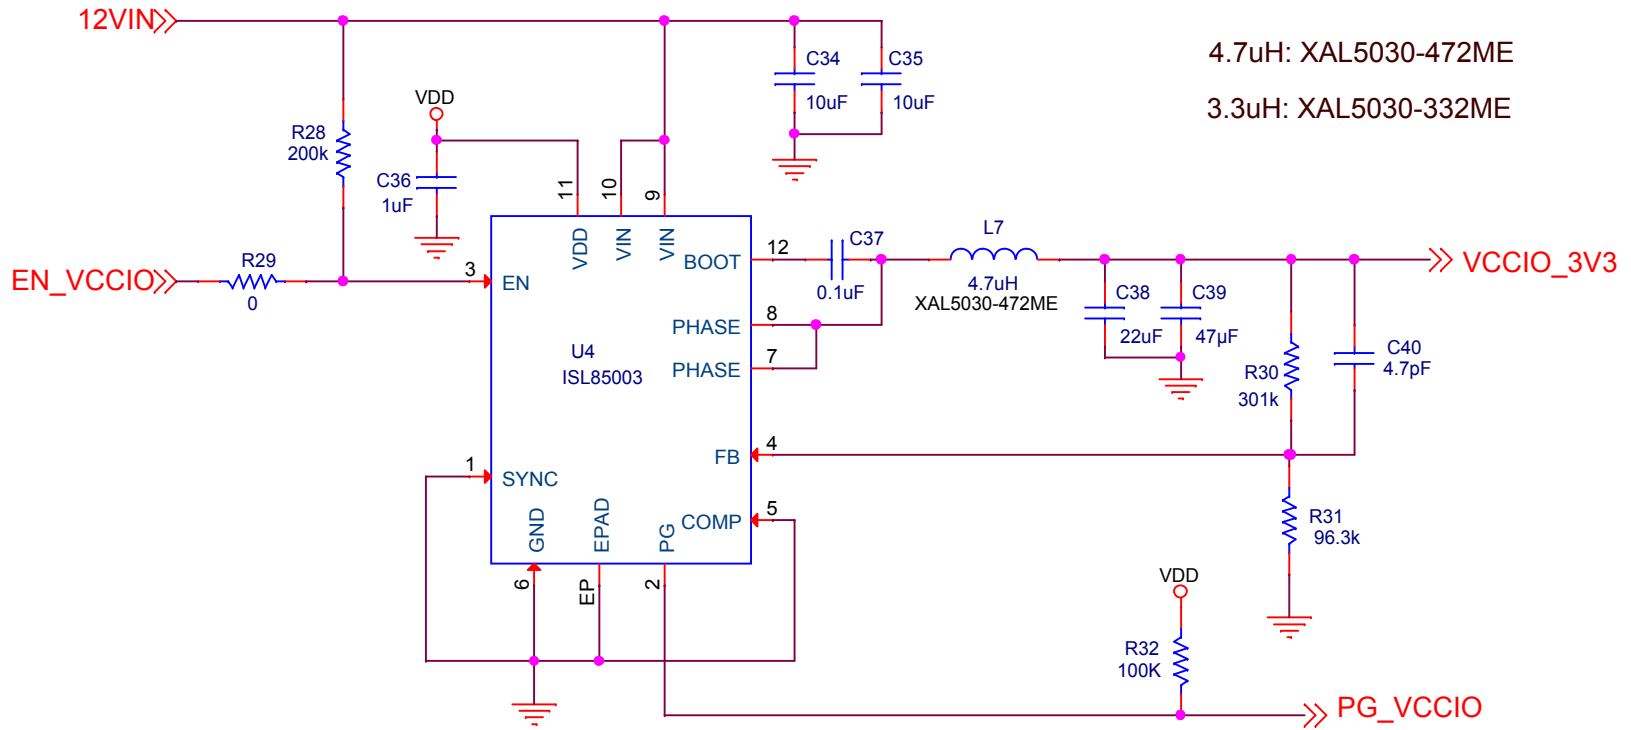 12VIN
4.7uH: XAL5030-472ME
3.3uH: XAL5030-332ME
C34
10uF
C35
10uF
VDD
R28
200k
C36
1uF
11
10
9
VDD
VIN
VIN
EN_VCCIO
R29
0
3
EN
BOOT
12
C37
0.1uF
L7
4.7uH
XAL5030-472ME
VCCIO_3V3
PHASE
8
PHASE
7
U4
ISL85003
C38
22uF
C39
47µF
R30
301k
C40
4.7pF
FB
4
1
SYNC
COMP
5
GND
EPAD
PG
6
EP
2
R31
96.3k
VDD
R32
100K
PG_VCCIO